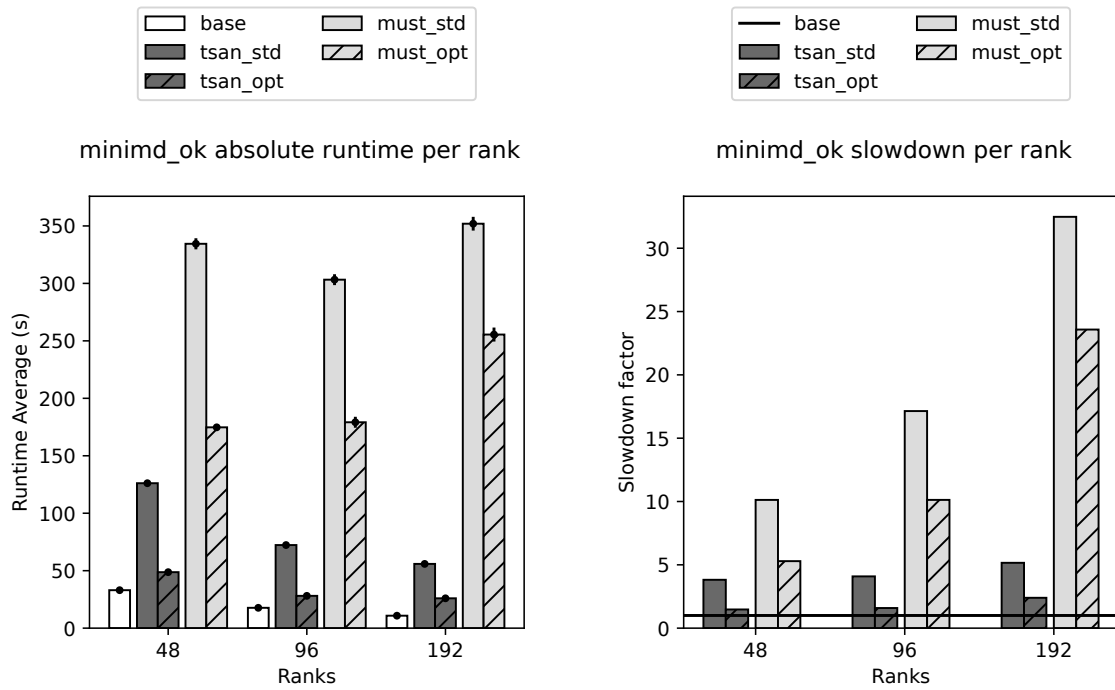 base
tsan_std
tsan_opt
must_std
must_opt
minimd_ok absolute runtime per rank
Runtime Average (s)
350
300
250
200
150
100
50
0
48
96
192
Ranks
base
tsan_std
tsan_opt
must_std
must_opt
minimd_ok slowdown per rank
Slowdown factor
30
25
20
15
10
5
0
48
96
192
Ranks